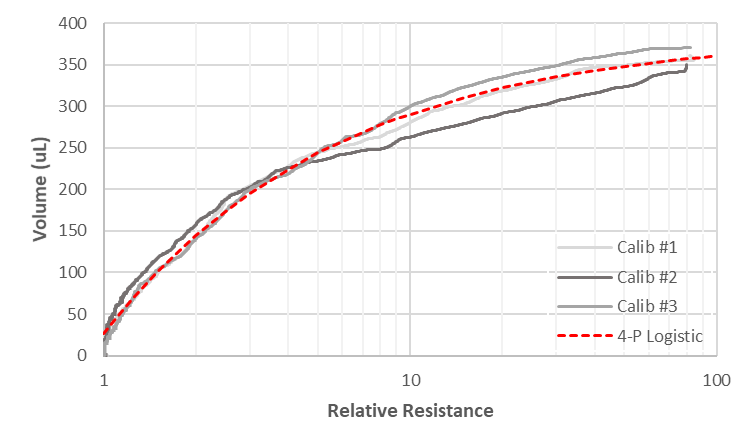 400
350
300
250
200
150
100
50
0
Volume (uL)
Calib #1
Calib #2
Calib #3
4-P Logistic
1
10
100
Relative Resistance